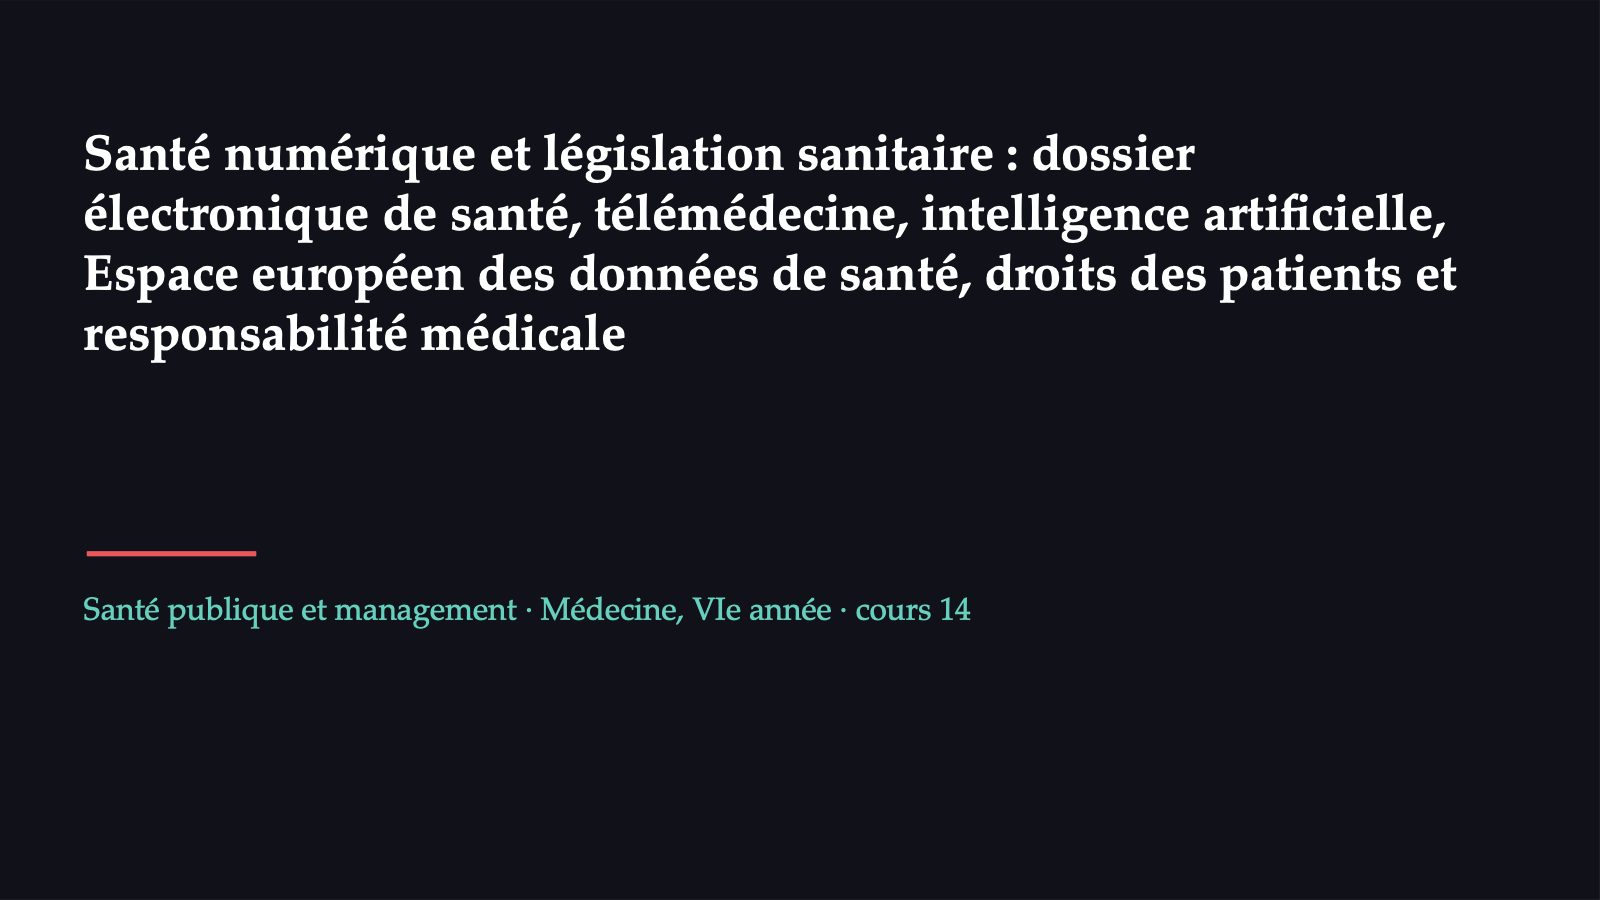 Santé numérique et législation sanitaire : dossier
électronique de santé, télémédecine, intelligence artificielle,
Espace européen des données de santé, droits des patients et
responsabilité médicale
Santé publique et management · Médecine, VIe année · cours 14